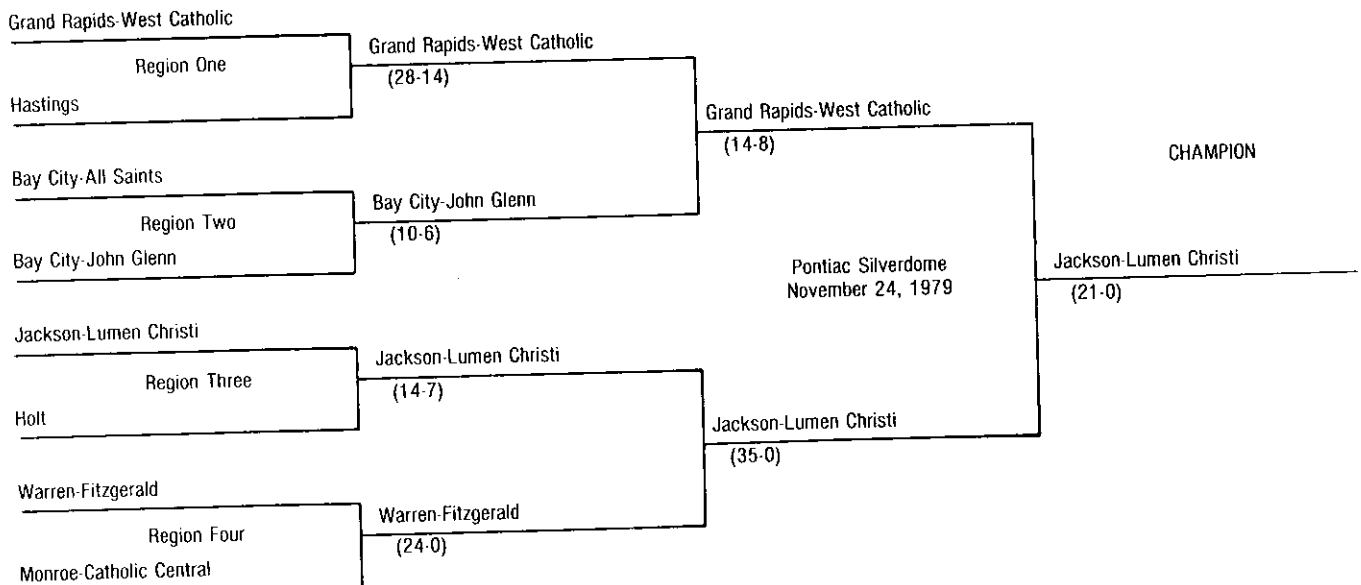 Grand Rapids-West Catholic
Region One
Hastings
Grand Rapids-West Catholic
(28-14)
Bay City-All Saints
Region Two
Bay City-John Glenn
Bay City-John Glenn
(10-6)
Grand Rapids-West Catholic
(14-8)
Jackson-Lumen Christi
Region Three
Holt
Jackson-Lumen Christi
(14-7)
Warren-Fitzgerald
Region Four
Monroe-Catholic Central
Warren-Fitzgerald
(24-0)
Jackson-Lumen Christi
(35-0)
Pontiac Silverdome
November 24, 1979
CHAMPION
Jackson-Lumen Christi
(21-0)